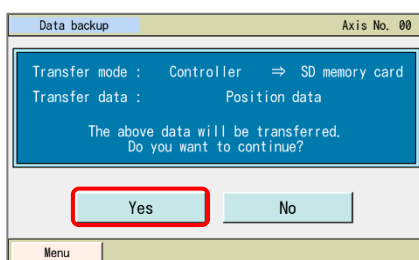 Data backup Axis No. 00
Transfer mode : Controller ⇒ SD memory card
Transfer data : Position data
The above data will be transferred.
Do you want to continue?
Yes No
Menu